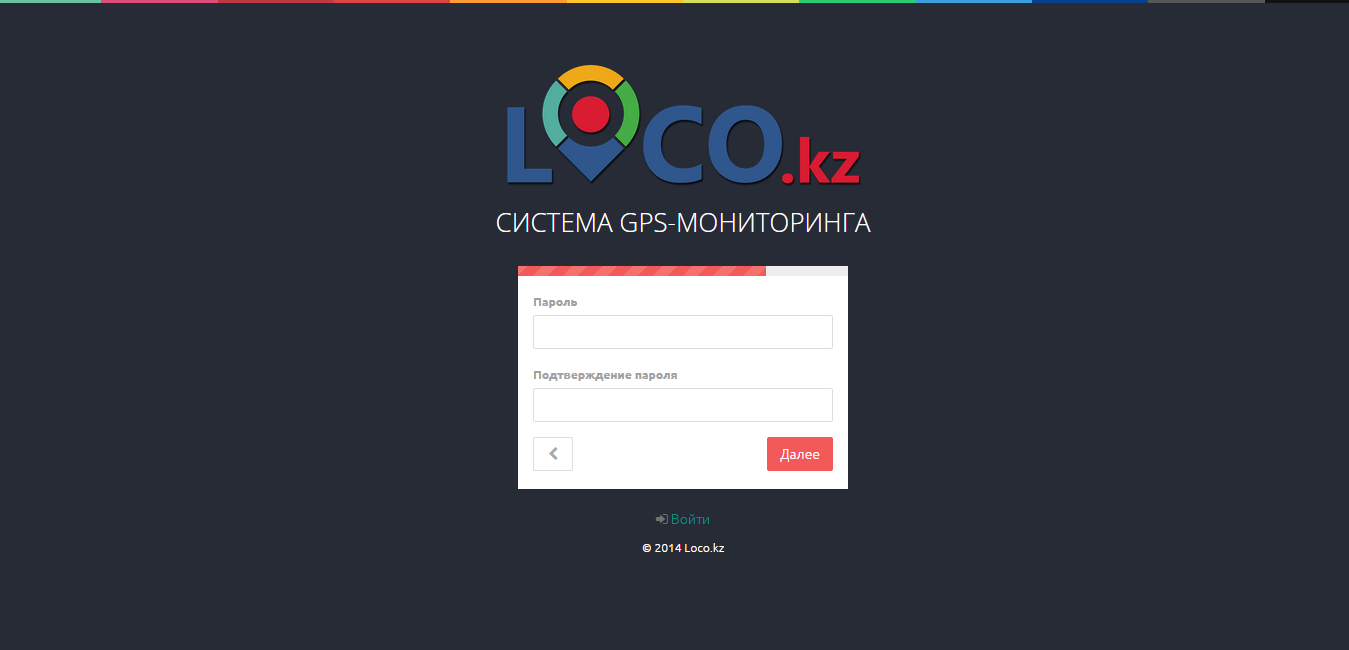 LOCO.kz
СИСТЕМА GPS-МОНИТОРИНГА
Пароль
Подтверждение пароля
Далее
Войти
© 2014 Loco.kz